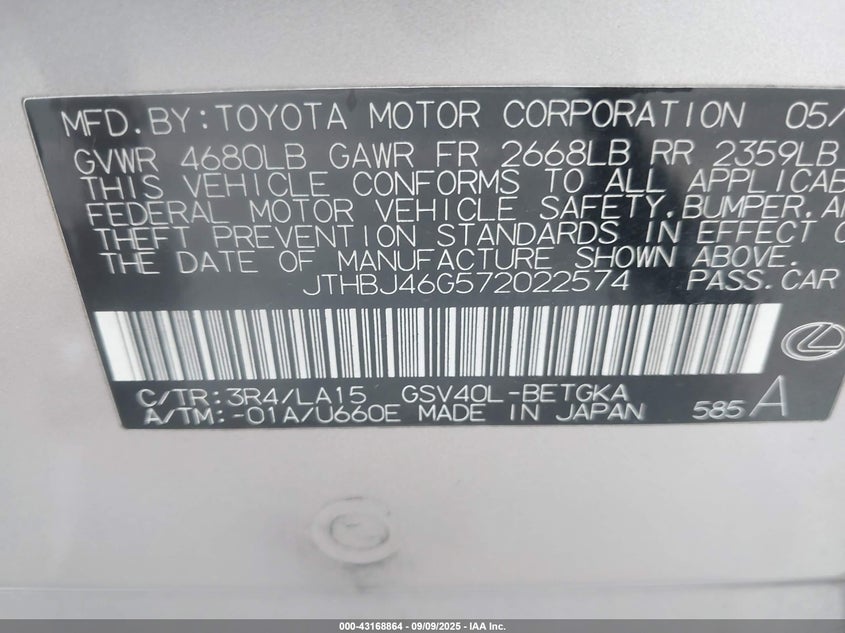 MFD.BY:TOYOTA MOTOR CORPORATION 05/
GVWR 4680LB GAWR FR 2668LB RR 2359LB
THIS VEHICLE CONFORMS TO ALL APPLICAB
FEDERAL MOTOR VEHICLE SAFETY,BUMPER,AN
THEFT PREVENTION STANDARDS IN EFFECT O
THE DATE OF MANUFACTURE SHOWN ABOVE.
JTHBJ46G572022574 PASS.CAR
C/TR:3R4/LA15 GSV40L-BETGKA
A/TM:-01A/U660E MADE IN JAPAN 585 A
000-43168864 / 09/09/2025 - IAA Inc.